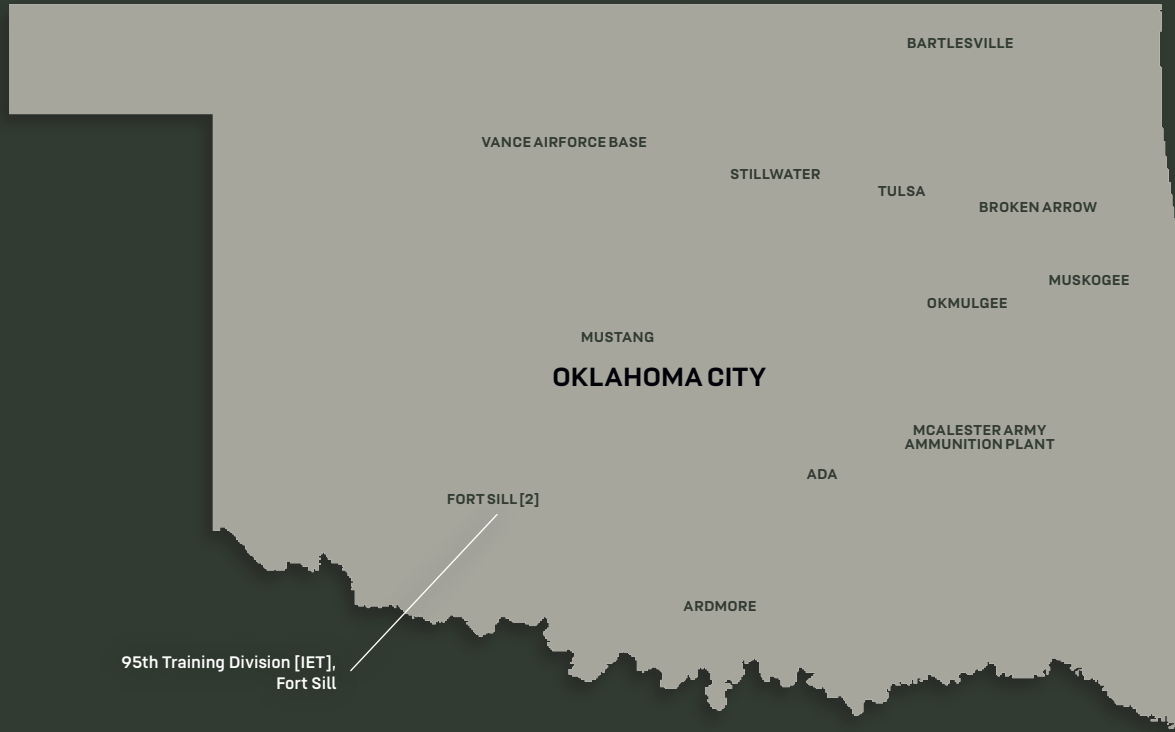 BARTLESVILLE
VANCE AIRFORCE BASE
STILLWATER
TULSA
BROKEN ARROW
MUSKOGEE
OKMULGEE
MUSTANG
OKLAHOMA CITY
MCALESTER ARMY
AMMUNITION PLANT
ADA
FORT SILL [2]
ARDMORE
95th Training Division [IET],
Fort Sill